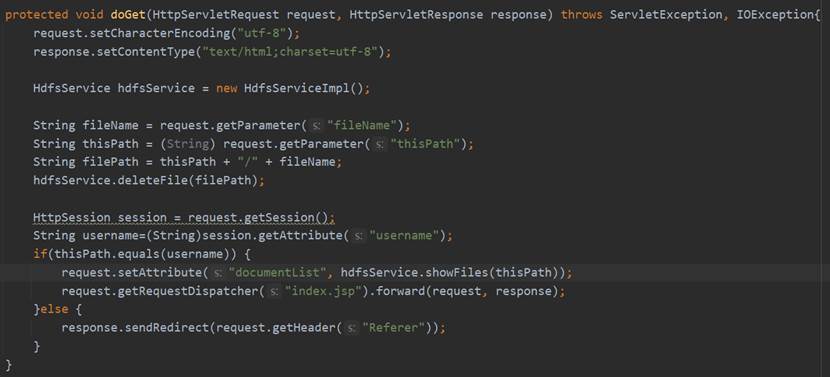 protected void doGet(HttpServletRequest request, HttpServletResponse response) throws ServletException, IOException{
request.setCharacterEncoding("utf-8");
response.setContentType("text/html;charset=utf-8");
HdfsService hdfsService = new HdfsServiceImpl();
String fileName = request.getParameter( s: "fileName");
String thisPath = (String) request.getParameter( s: "thisPath");
String filePath = thisPath + "/" + fileName;
hdfsService.deleteFile(filePath);
HttpSession session = request.getSession();
String username=(String)session.getAttribute( s: "username");
if(thisPath.equals(username)) {
request.setAttribute( s: "documentList", hdfsService.showFiles(thisPath));
request.getRequestDispatcher( s: "index.jsp").forward(request, response);
}else {
response.sendRedirect(request.getHeader( s: "Referer"));
}
}